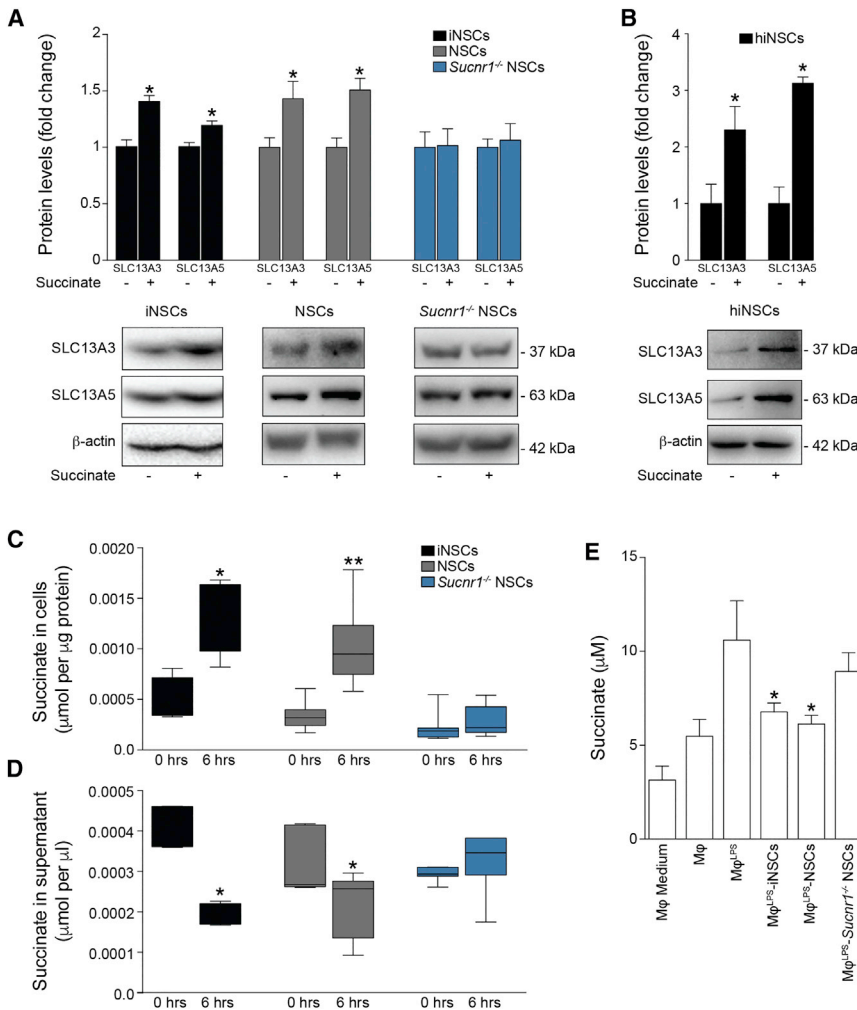 A
Protein levels (fold change)
2
1.5
1
0.5
0
iNSCs
NSCs
Sucnr1-/- NSCs
* * * *
SLC13A3 SLC13A5 SLC13A3 SLC13A5 SLC13A3 SLC13A5
Succinate - + - + - + - + - + - +
iNSCs NSCs Sucnr1-/- NSCs
SLC13A3 - 37 kDa
SLC13A5 - 63 kDa
β-actin - 42 kDa
Succinate - + - + - +
B
Protein levels (fold change)
4
3
2
1
0
hiNSCs
* *
SLC13A3 SLC13A5
Succinate - + - +
hiNSCs
SLC13A3 - 37 kDa
SLC13A5 - 63 kDa
β-actin - 42 kDa
Succinate - +
C
Succinate in cells
(μmol per μg protein)
0.0020
0.0015
0.0010
0.0005
0.0
iNSCs
NSCs
Sucnr1-/- NSCs
* **
0 hrs 6 hrs 0 hrs 6 hrs 0 hrs 6 hrs
D
Succinate in supernatant
(μmol per μl)
0.0005
0.0004
0.0003
0.0002
0.0001
0.0
* *
0 hrs 6 hrs 0 hrs 6 hrs 0 hrs 6 hrs
E
Succinate (μM)
15
10
5
0
* *
Mφ Medium
Mφ
MφLPS
MφLPS-iNSCs
MφLPS-NSCs
MφLPS-Sucnr1-/- NSCs